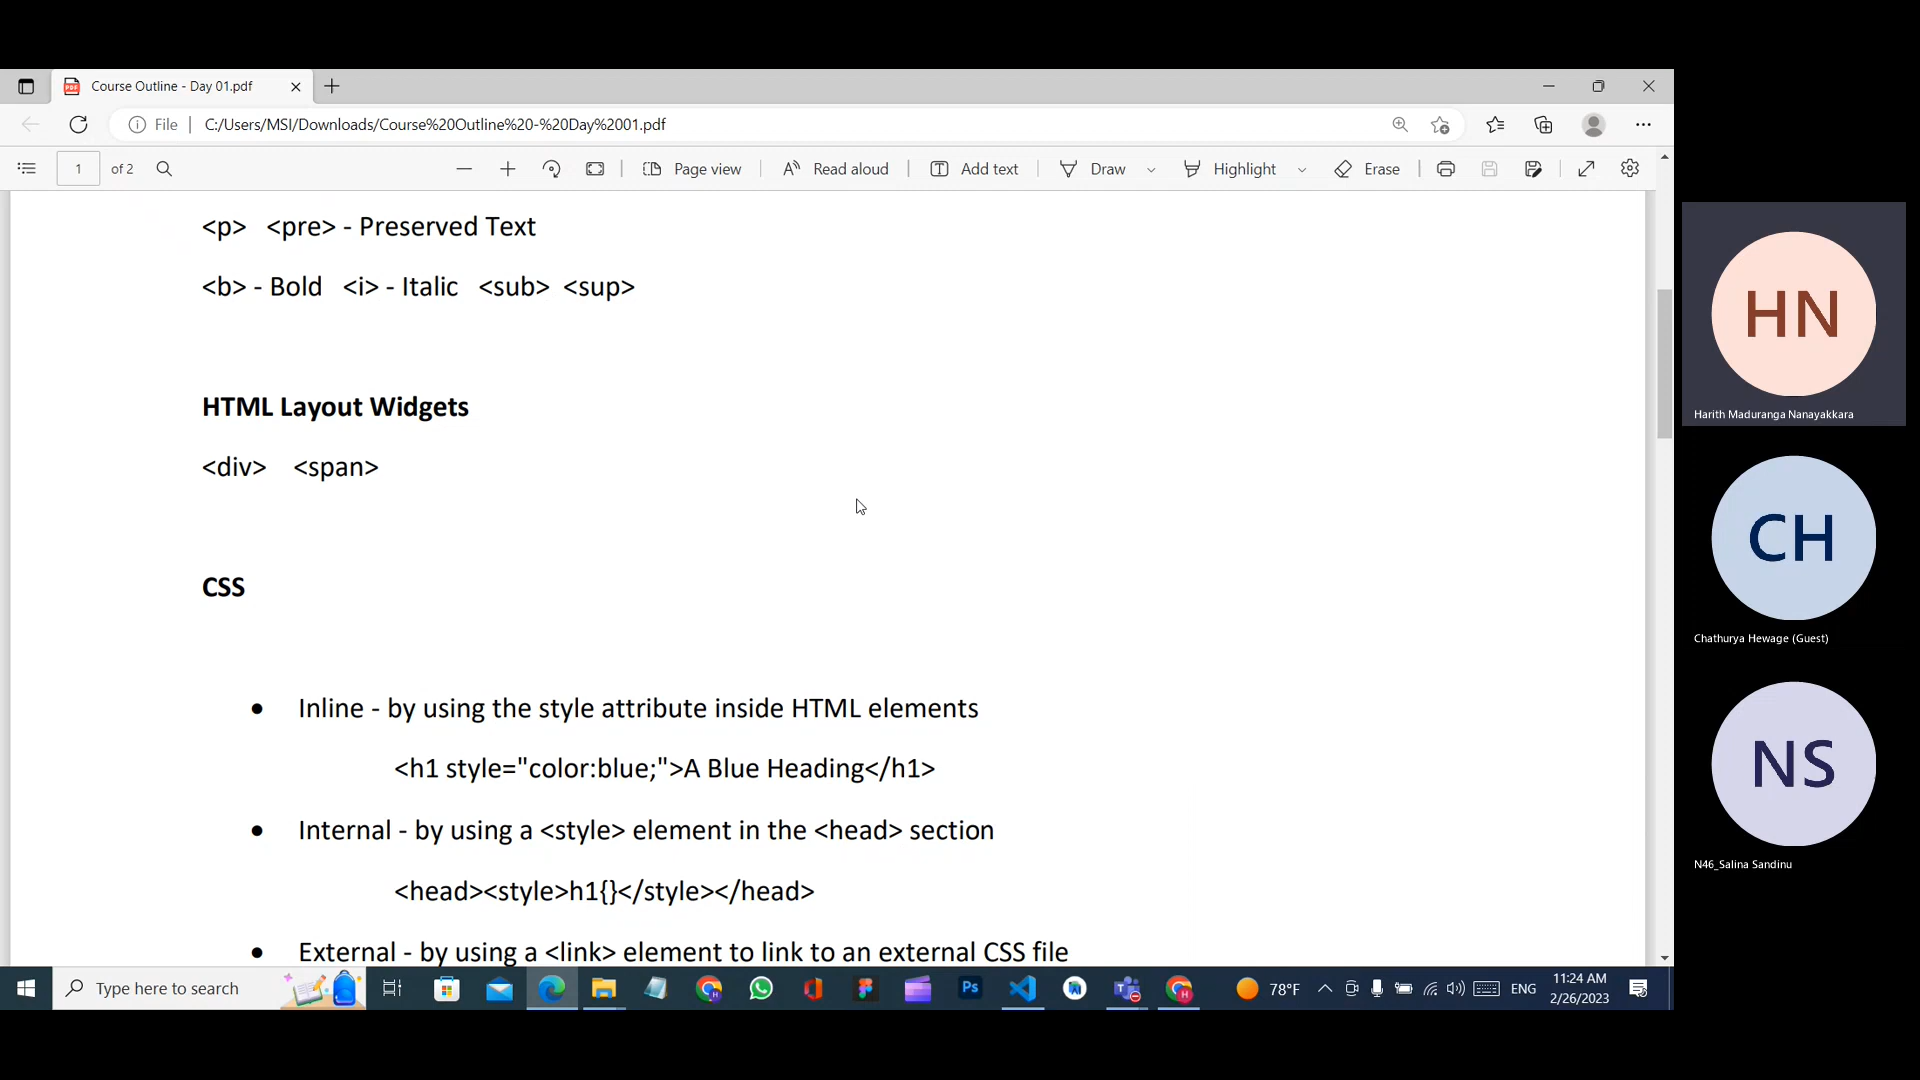 Course Outline - Day 01.pdf
File | C:/Users/MSI/Downloads/Course%20Outline%20-%20Day%2001.pdf
1 of 2
Page view
Read aloud
Add text
Draw
Highlight
Erase
<p> <pre> - Preserved Text
<b> - Bold <i> - Italic <sub> <sup>
HTML Layout Widgets
<div> <span>
CSS
• Inline - by using the style attribute inside HTML elements
<h1 style="color:blue;">A Blue Heading</h1>
• Internal - by using a <style> element in the <head> section
<head><style>h1{}</style></head>
• External - by using a <link> element to link to an external CSS file
HN
Harith Maduranga Nanayakkara
CH
Chathurya Hewage (Guest)
NS
N46_Salina Sandinu
Type here to search
Ps
78°F
ENG
11:24 AM
2/26/2023